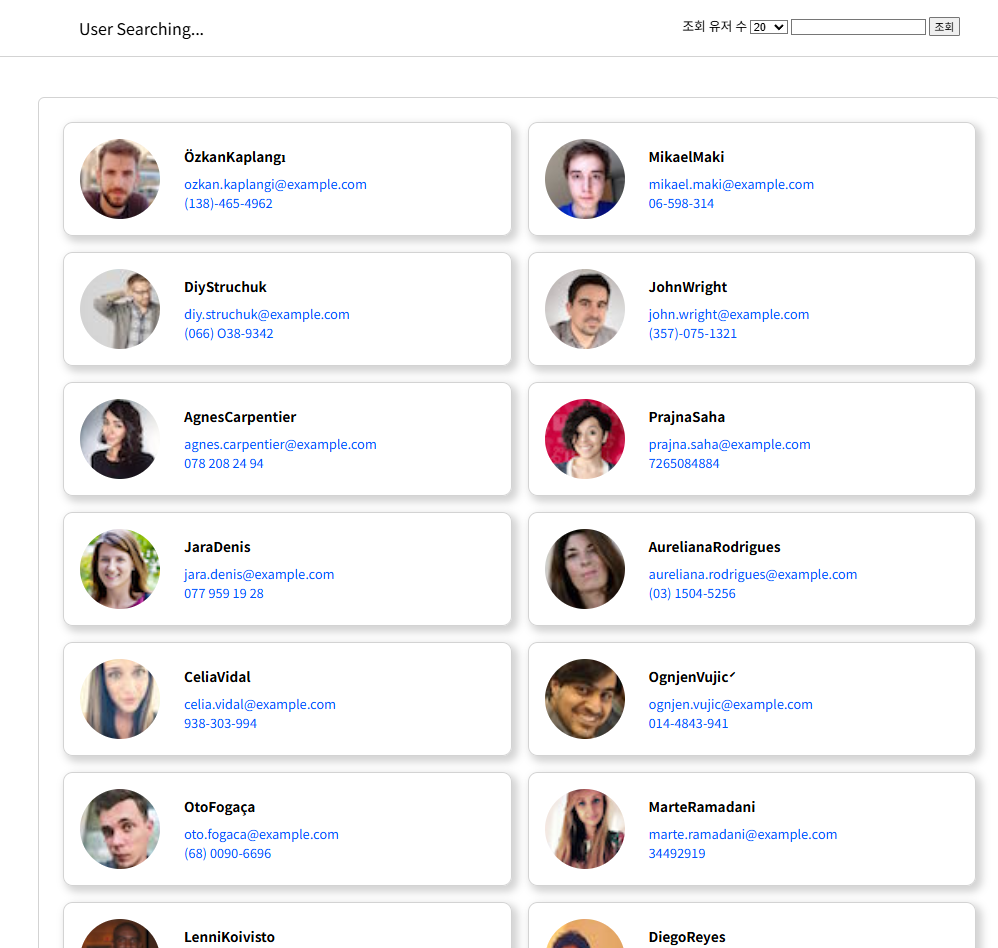 User Searching...
조회 유저 수 20 조회
ÖzkanKaplangı
ozkan.kaplangi@example.com
(138)-465-4962
MikaelMaki
mikael.maki@example.com
06-598-314
DiyStruchuk
diy.struchuk@example.com
(066) O38-9342
JohnWright
john.wright@example.com
(357)-075-1321
AgnesCarpentier
agnes.carpentier@example.com
078 208 24 94
PrajnaSaha
prajna.saha@example.com
7265084884
JaraDenis
jara.denis@example.com
077 959 19 28
AurelianaRodrigues
aureliana.rodrigues@example.com
(03) 1504-5256
CeliaVidal
celia.vidal@example.com
938-303-994
OgnjenVujić
ognjen.vujic@example.com
014-4843-941
OtoFogaça
oto.fogaca@example.com
(68) 0090-6696
MarteRamadani
marte.ramadani@example.com
34492919
LenniKoivisto
DiegoReyes